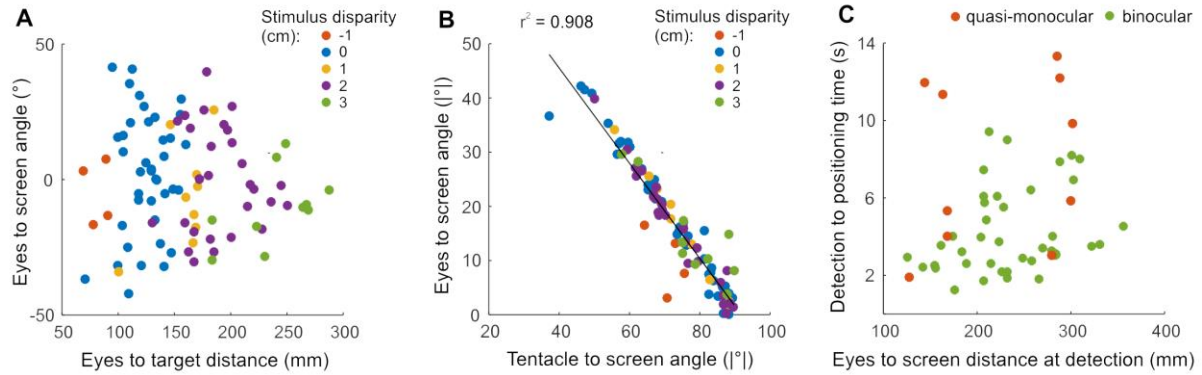 A
Stimulus disparity
(cm):
-1
0
1
2
3
50
0
-50
50
100
150
200
250
300
Eyes to screen angle (°)
Eyes to target distance (mm)
B
r² = 0.908
Stimulus disparity
(cm):
-1
0
1
2
3
50
40
30
20
10
0
20
40
60
80
100
Eyes to screen angle (|°|)
Tentacle to screen angle (|°|)
C
quasi-monocular
binocular
14
10
6
2
100
200
300
400
Detection to positioning time (s)
Eyes to screen distance at detection (mm)